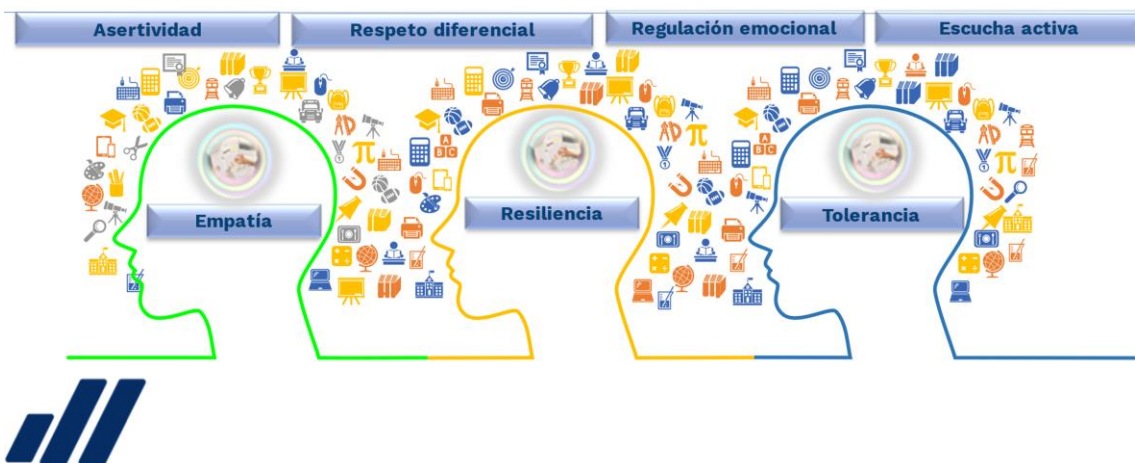 Asertividad
Respeto diferencial
Regulación emocional
Escucha activa
Empatía
Resiliencia
Tolerancia